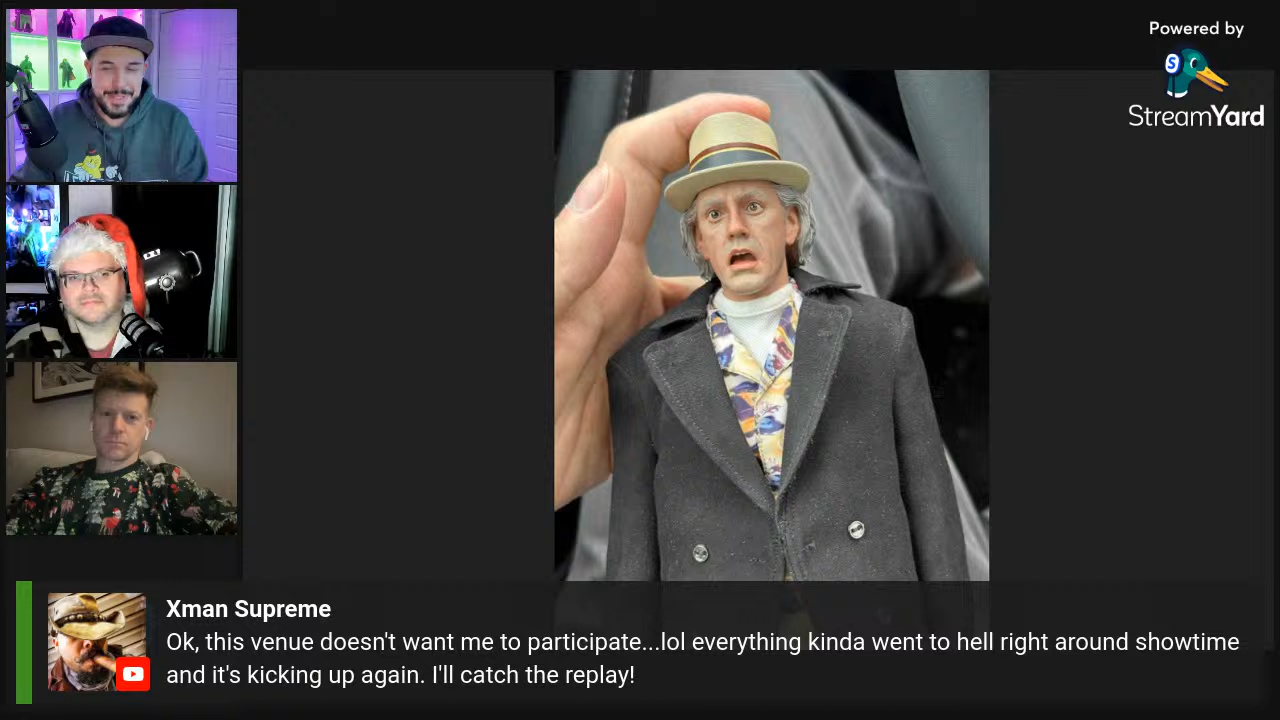 Powered by
StreamYard
Xman Supreme
Ok, this venue doesn't want me to participate...lol everything kinda went to hell right around showtime
and it's kicking up again. I'll catch the replay!